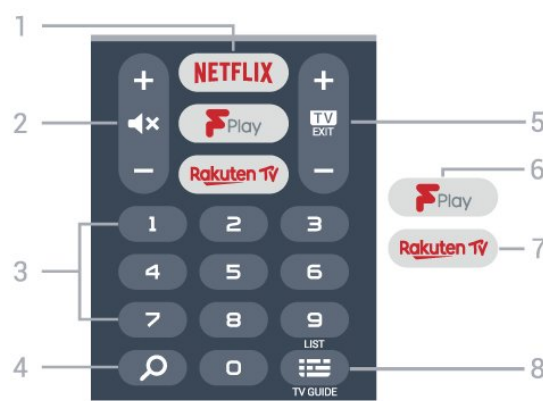 1
NETFLIX
2
TV
EXIT
5
Play
6
Play
Rakuten TV
Rakuten TV
7
1 2 3
3
4 5 6
7 8 9
LIST
4
0
8
TV GUIDE